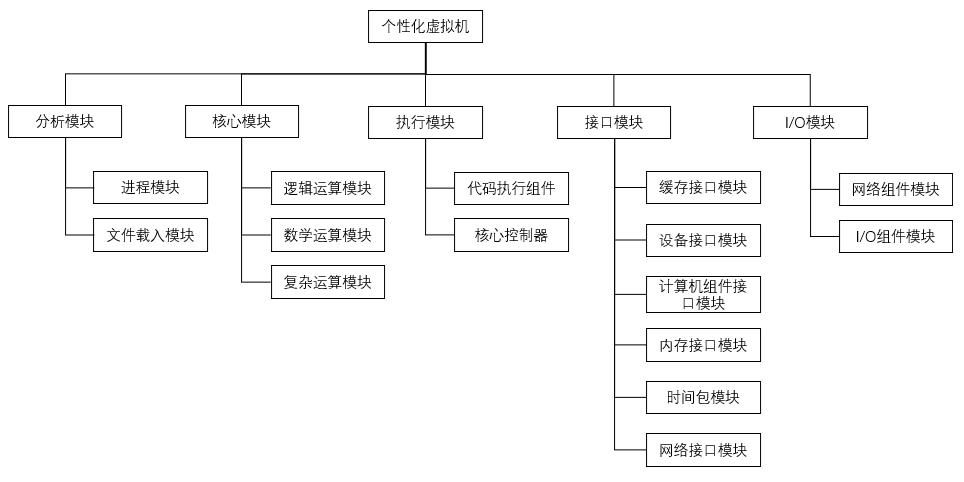 个性化虚拟机
分析模块
核心模块
执行模块
接口模块
I/O模块
进程模块
文件载入模块
逻辑运算模块
数学运算模块
复杂运算模块
代码执行组件
核心控制器
缓存接口模块
设备接口模块
计算机组件接
口模块
内存接口模块
时间包模块
网络接口模块
网络组件模块
I/O组件模块